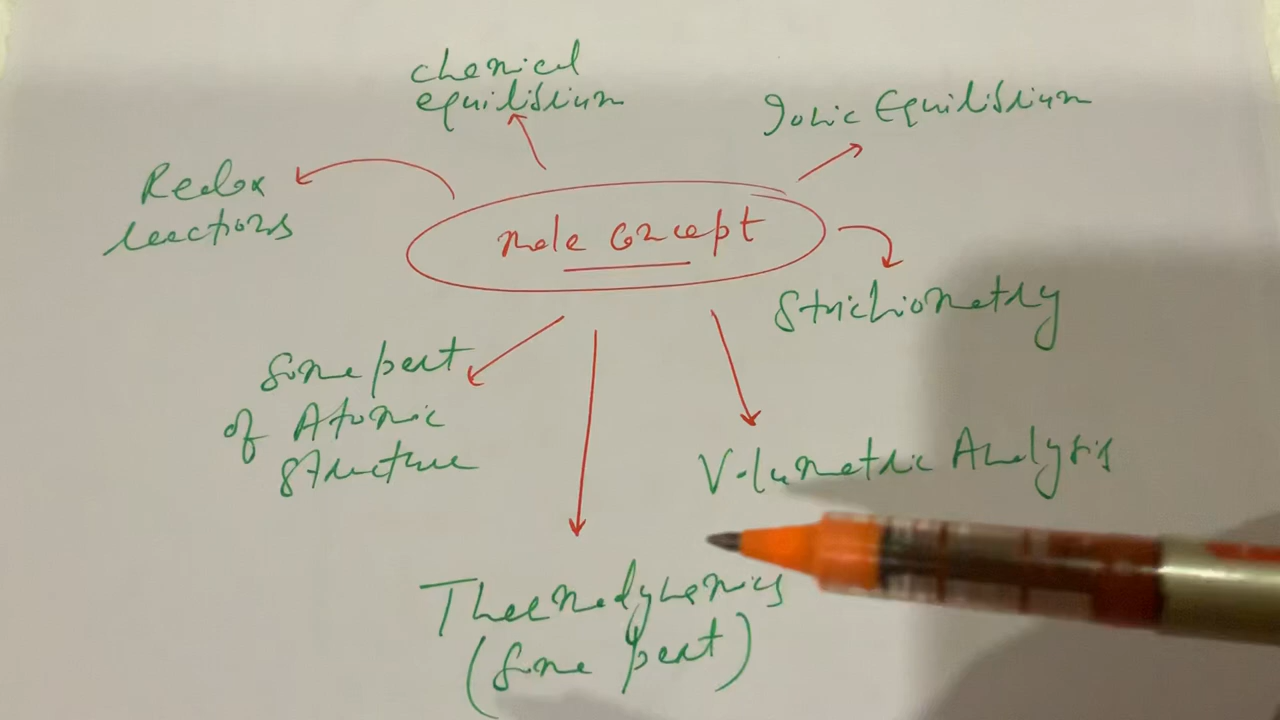 chemical
equilibrium
Ionic Equilibrium
Redox
reactions
Mole concept
Stoichiometry
Some part
of Atomic
structure
Volumetric Analysis
Thermodynamics
(Some part)